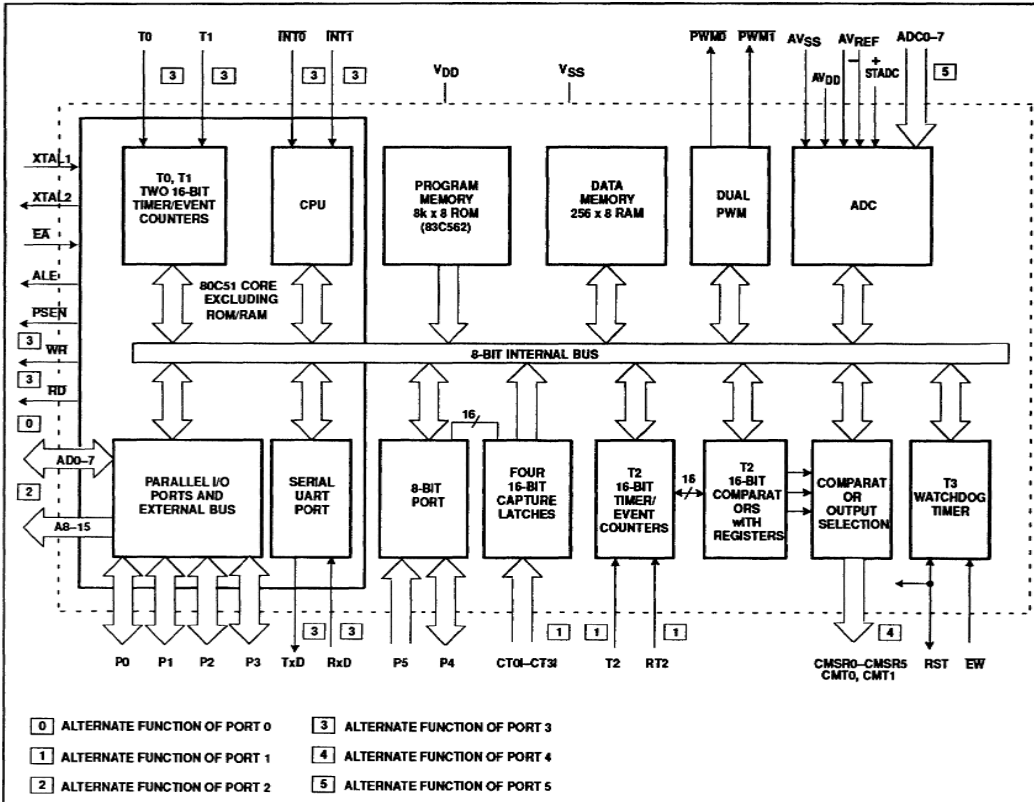 T0 T1 INT0 INT1 PWM0 PWM1 AVSS AVREF ADC0–7
3 3 3 3 VDD VSS AVDD – + STADC 5
XTAL1
XTAL2
EA
ALE
PSEN
3 WR
3 RD
0
AD0–7
2
A8–15
T0, T1
TWO 16-BIT
TIMER/EVENT
COUNTERS
CPU
PROGRAM
MEMORY
8k x 8 ROM
(83C562)
DATA
MEMORY
256 x 8 RAM
DUAL
PWM
ADC
80C51 CORE
EXCLUDING
ROM/RAM
8-BIT INTERNAL BUS
PARALLEL I/O
PORTS AND
EXTERNAL BUS
SERIAL
UART
PORT
8-BIT
PORT
16
FOUR
16-BIT
CAPTURE
LATCHES
T2
16-BIT
TIMER/
EVENT
COUNTERS
16
T2
16-BIT
COMPARAT
ORS
wITH
REGISTERS
COMPARAT
OR
OUTPUT
SELECTION
T3
WATCHDOG
TIMER
3 3 1 1 1 4
P0 P1 P2 P3 TxD RxD P5 P4 CT0I–CT3I T2 RT2 CMSR0–CMSR5 RST EW
CMT0, CMT1
0 ALTERNATE FUNCTION OF PORT 0
1 ALTERNATE FUNCTION OF PORT 1
2 ALTERNATE FUNCTION OF PORT 2
3 ALTERNATE FUNCTION OF PORT 3
4 ALTERNATE FUNCTION OF PORT 4
5 ALTERNATE FUNCTION OF PORT 5